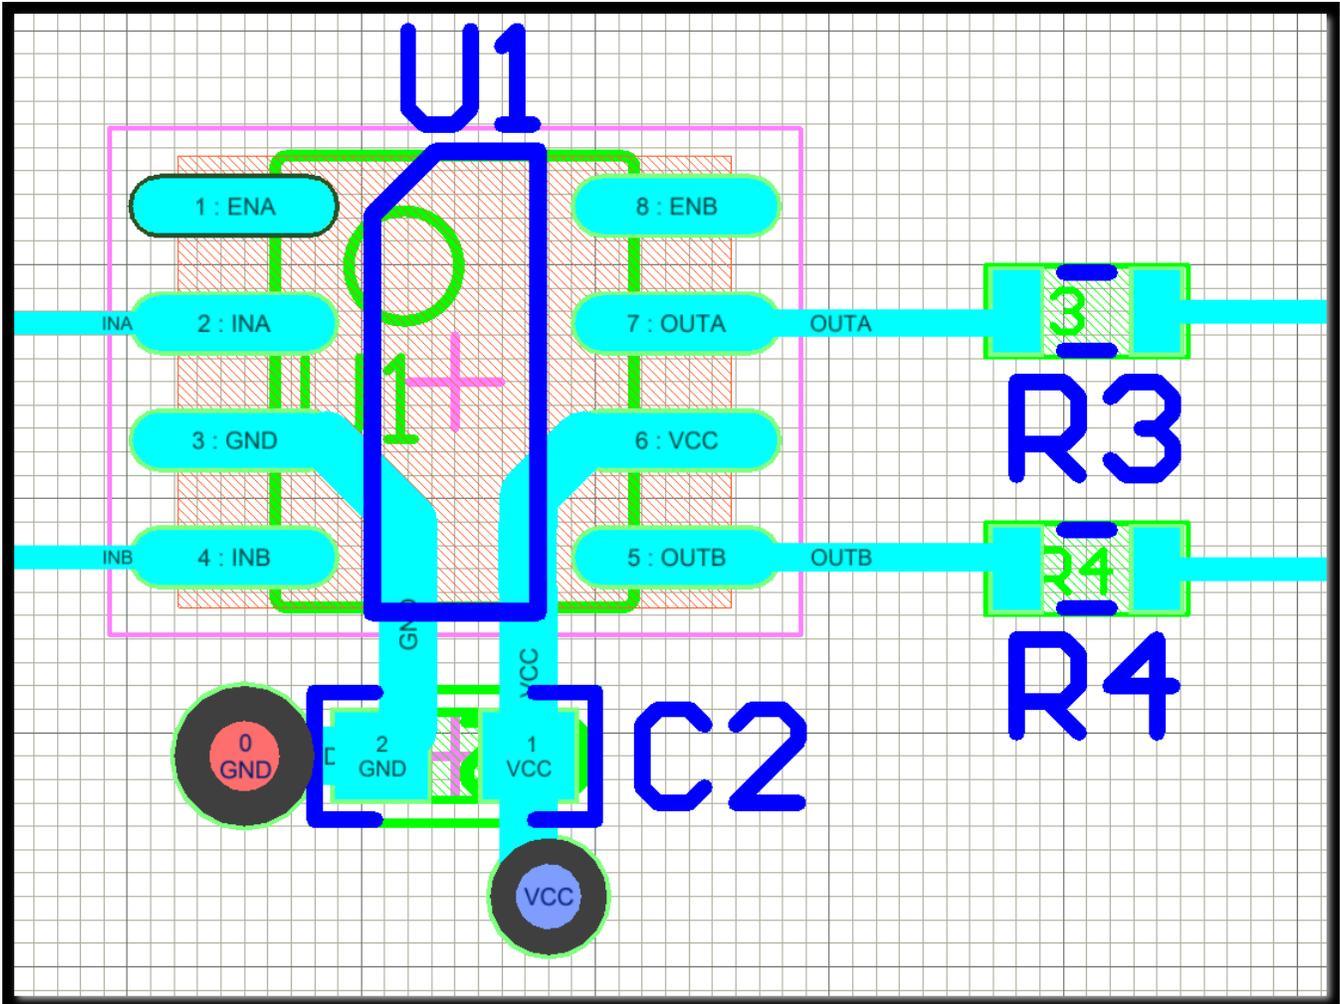 U1
1 : ENA
8 : ENB
INA
2 : INA
7 : OUTA
OUTA
3
1
R3
3 : GND
6 : VCC
INB
4 : INB
5 : OUTB
OUTB
R4
GND
VCC
R4
C2
0
GND
D
2
GND
1
VCC
VCC